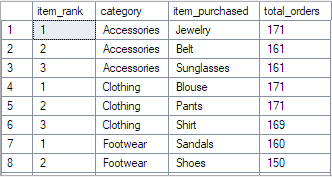 item_rank category item_purchased total_orders
1 1 Accessories Jewelry 171
2 2 Accessories Belt 161
3 3 Accessories Sunglasses 161
4 1 Clothing Blouse 171
5 2 Clothing Pants 171
6 3 Clothing Shirt 169
7 1 Footwear Sandals 160
8 2 Footwear Shoes 150